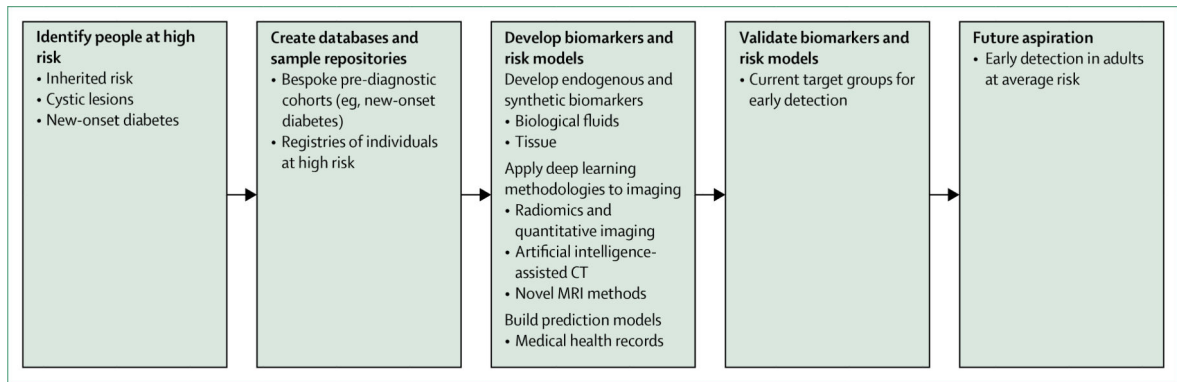 Identify people at high
risk
• Inherited risk
• Cystic lesions
• New-onset diabetes
Create databases and
sample repositories
• Bespoke pre-diagnostic
cohorts (eg, new-onset
diabetes)
• Registries of individuals
at high risk
Develop biomarkers and
risk models
Develop endogenous and
synthetic biomarkers
• Biological fluids
• Tissue
Apply deep learning
methodologies to imaging
• Radiomics and
quantitative imaging
• Artificial intelligence-
assisted CT
• Novel MRI methods
Build prediction models
• Medical health records
Validate biomarkers and
risk models
• Current target groups for
early detection
Future aspiration
• Early detection in adults
at average risk